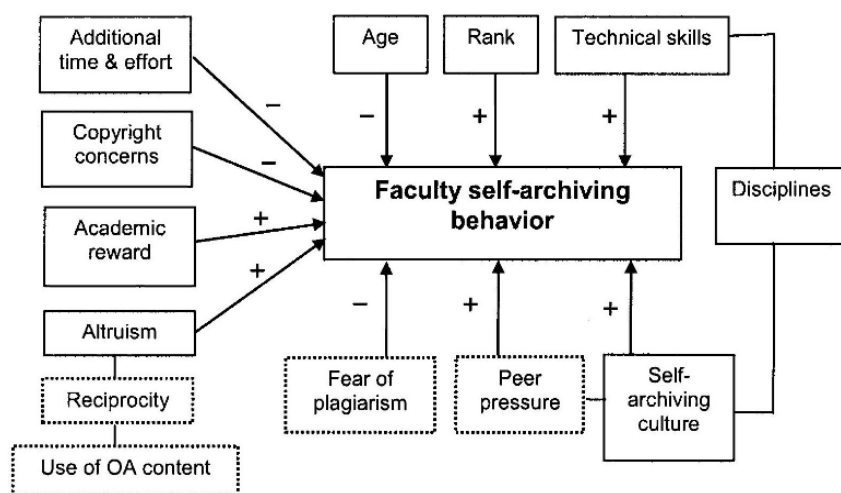 Additional
time & effort
Age
Rank
Technical skills
–
–
+
+
Copyright
concerns
–
Faculty self-archiving
behavior
Disciplines
Academic
reward
+
+
Altruism
–
+
+
Reciprocity
Fear of
plagiarism
Peer
pressure
Self-
archiving
culture
Use of OA content